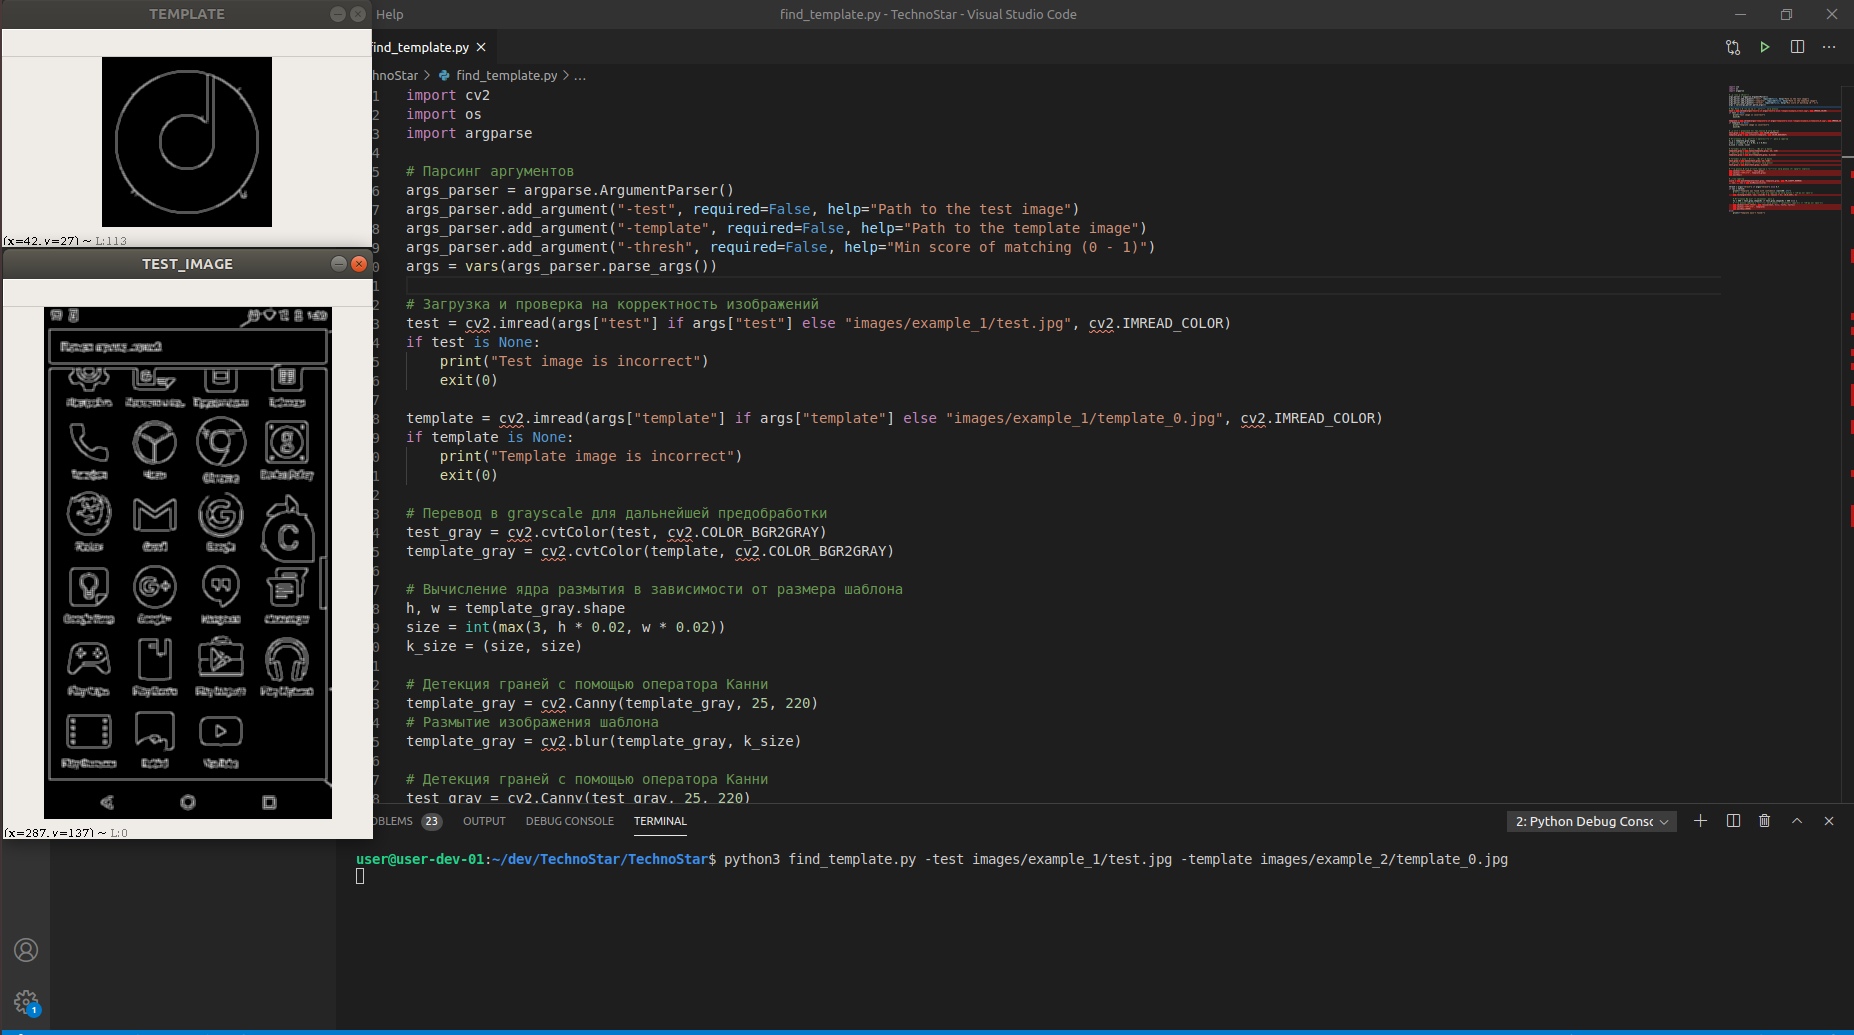 TEMPLATE
(x=42, y=27) ~ L:113
TEST_IMAGE
Chrome
Google
(x=287, y=137) ~ L:0
Help
find_template.py - TechnoStar - Visual Studio Code
find_template.py
hnoStar > find_template.py > ...
1 import cv2
2 import os
3 import argparse
4
5 # Парсинг аргументов
6 args_parser = argparse.ArgumentParser()
7 args_parser.add_argument("-test", required=False, help="Path to the test image")
8 args_parser.add_argument("-template", required=False, help="Path to the template image")
9 args_parser.add_argument("-thresh", required=False, help="Min score of matching (0 - 1)")
0 args = vars(args_parser.parse_args())
1
2 # Загрузка и проверка на корректность изображений
3 test = cv2.imread(args["test"] if args["test"] else "images/example_1/test.jpg", cv2.IMREAD_COLOR)
4 if test is None:
5 print("Test image is incorrect")
6 exit(0)
7
8 template = cv2.imread(args["template"] if args["template"] else "images/example_1/template_0.jpg", cv2.IMREAD_COLOR)
9 if template is None:
0 print("Template image is incorrect")
1 exit(0)
2
3 # Перевод в grayscale для дальнейшей предобработки
4 test_gray = cv2.cvtColor(test, cv2.COLOR_BGR2GRAY)
5 template_gray = cv2.cvtColor(template, cv2.COLOR_BGR2GRAY)
6
7 # Вычисление ядра размытия в зависимости от размера шаблона
8 h, w = template_gray.shape
9 size = int(max(3, h * 0.02, w * 0.02))
0 k_size = (size, size)
1
2 # Детекция граней с помощью оператора Канни
3 template_gray = cv2.Canny(template_gray, 25, 220)
4 # Размытие изображения шаблона
5 template_gray = cv2.blur(template_gray, k_size)
6
7 # Детекция граней с помощью оператора Канни
8 test_gray = cv2.Canny(test_gray, 25, 220)
OBLEMS 23 OUTPUT DEBUG CONSOLE TERMINAL
2: Python Debug Consc
user@user-dev-01:~/dev/TechnoStar/TechnoStar$ python3 find_template.py -test images/example_1/test.jpg -template images/example_2/template_0.jpg
1